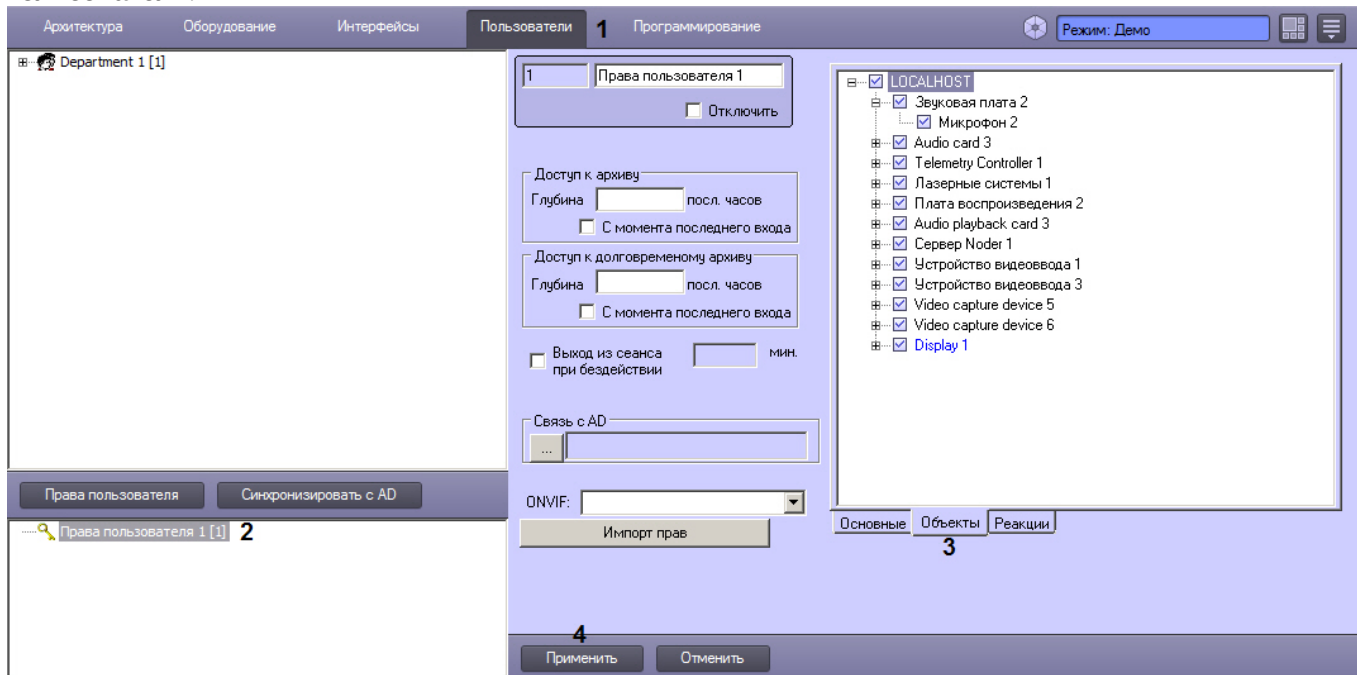 Архитектура Оборудование Интерфейсы Пользователи 1 Программирование Режим: Демо
Department 1 [1]
1 Права пользователя 1
Отключить
Доступ к архиву
Глубина посл. часов
С момента последнего входа
Доступ к долговременому архиву
Глубина посл. часов
С момента последнего входа
Выход из сеанса мин.
при бездействии
Связь с AD
...
ONVIF:
Импорт прав
LOCALHOST
Звуковая плата 2
Микрофон 2
Audio card 3
Telemetry Controller 1
Лазерные системы 1
Плата воспроизведения 2
Audio playback card 3
Сервер Noder 1
Устройство видеоввода 1
Устройство видеоввода 3
Video capture device 5
Video capture device 6
Display 1
Основные Объекты Реакции
3
Права пользователя Синхронизировать с AD
Права пользователя 1 [1] 2
4
Применить Отменить